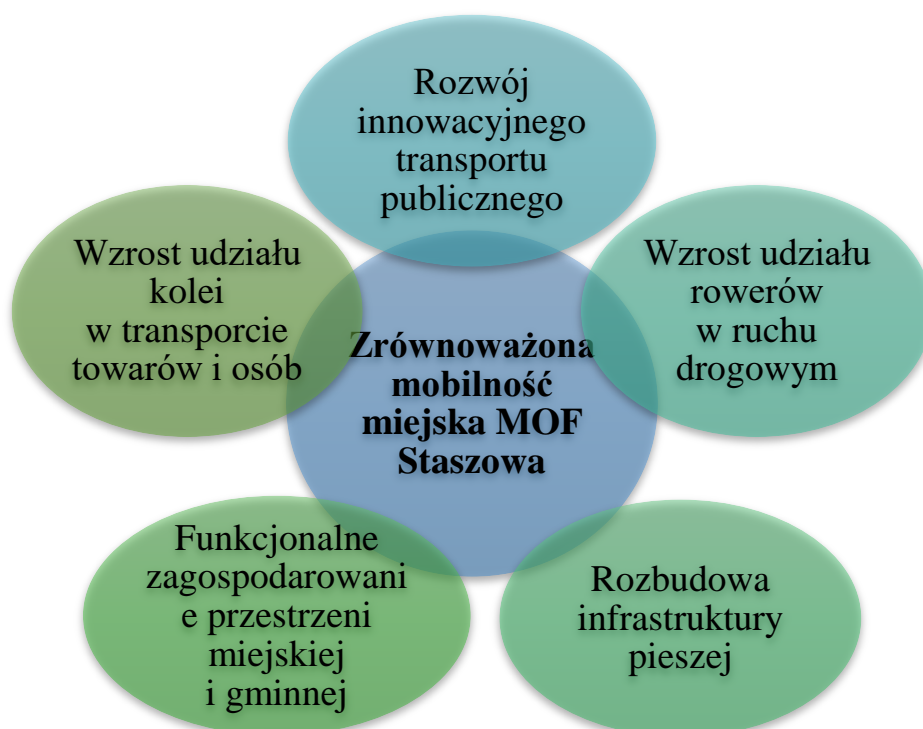 Rozwój
innowacyjnego
transportu
publicznego
Wzrost udziału
kolei
w transporcie
towarów i osób
Wzrost udziału
rowerów
w ruchu
drogowym
Zrównoważona
mobilność
miejska MOF
Staszowa
Funkcjonalne
zagospodarowani
e przestrzeni
miejskiej
i gminnej
Rozbudowa
infrastruktury
pieszej